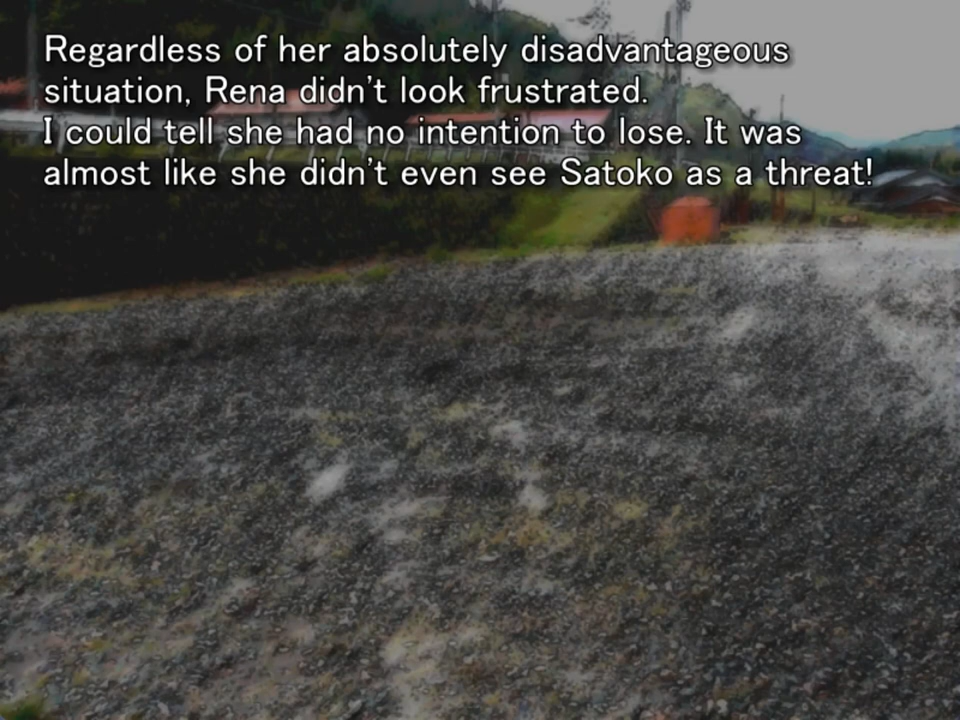 Regardless of her absolutely disadvantageous
situation, Rena didn't look frustrated.
I could tell she had no intention to lose. It was
almost like she didn't even see Satoko as a threat!